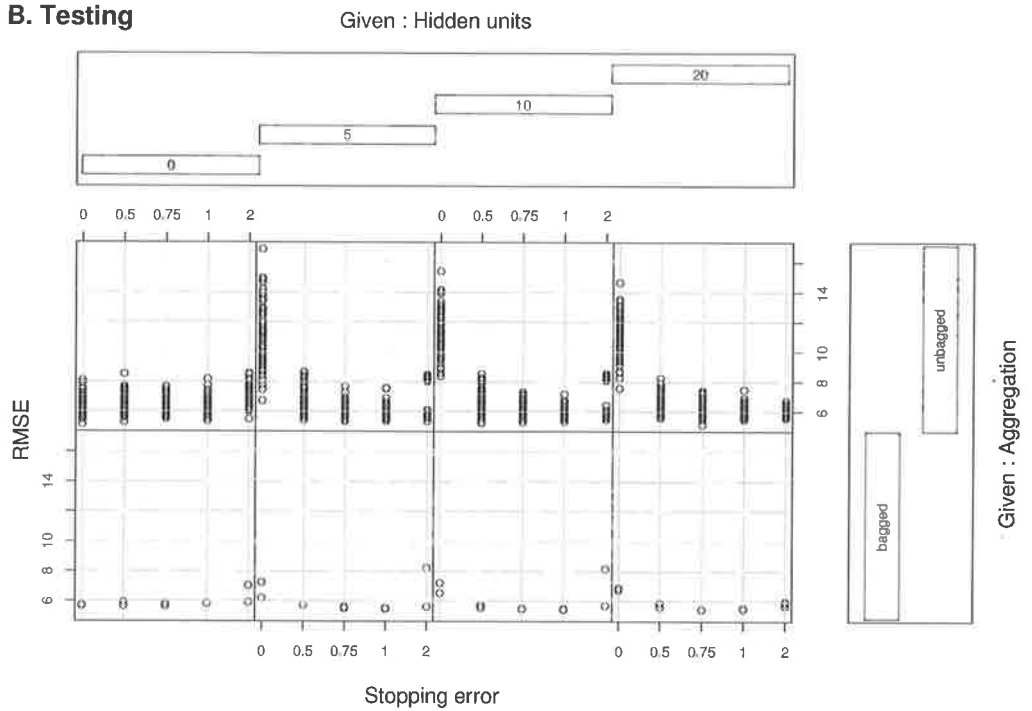 B. Testing
Given : Hidden units
20
10
5
0
0 0.5 0.75 1 2
0 0.5 0.75 1 2
14
10
8
6
unbagged
bagged
Given : Aggregation
RMSE
14
10
8
6
0 0.5 0.75 1 2
0 0.5 0.75 1 2
Stopping error